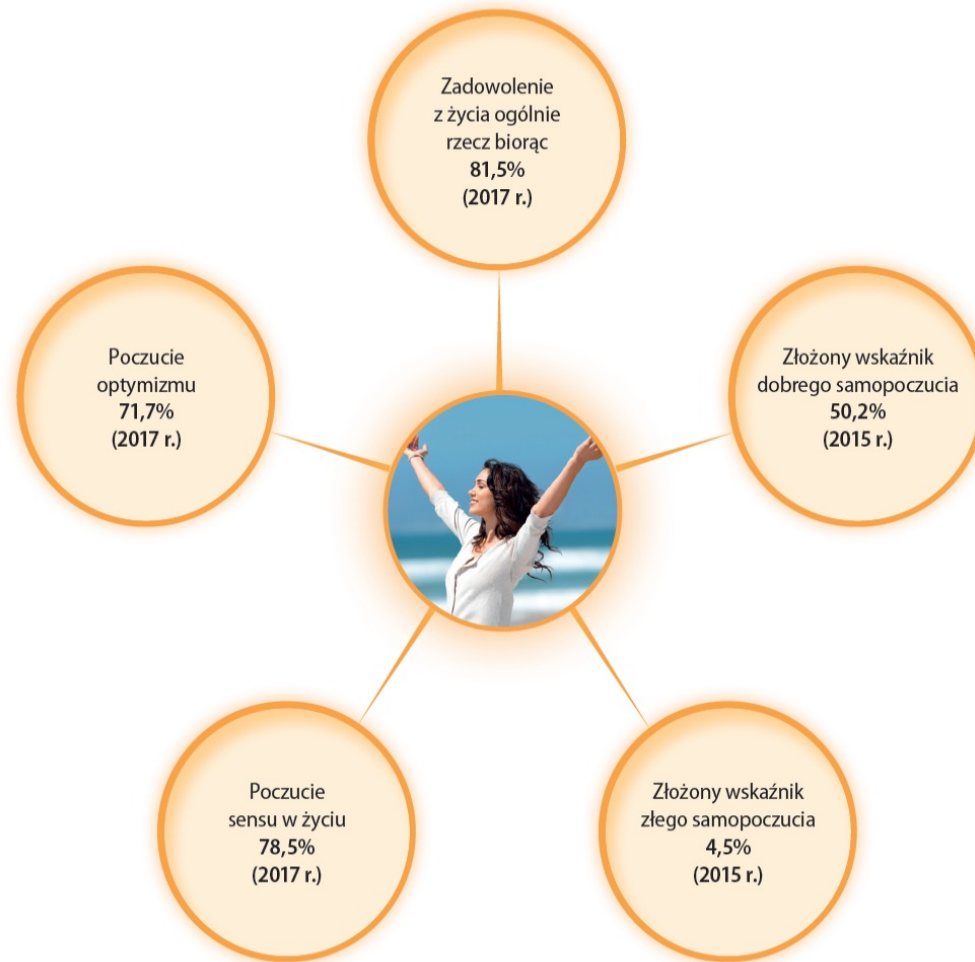 Zadowolenie
z życia ogólnie
rzecz biorąc
81,5%
(2017 r.)
Poczucie
optymizmu
71,7%
(2017 r.)
Złożony wskaźnik
dobrego samopoczucia
50,2%
(2015 r.)
Poczucie
sensu w życiu
78,5%
(2017 r.)
Złożony wskaźnik
złego samopoczucia
4,5%
(2015 r.)